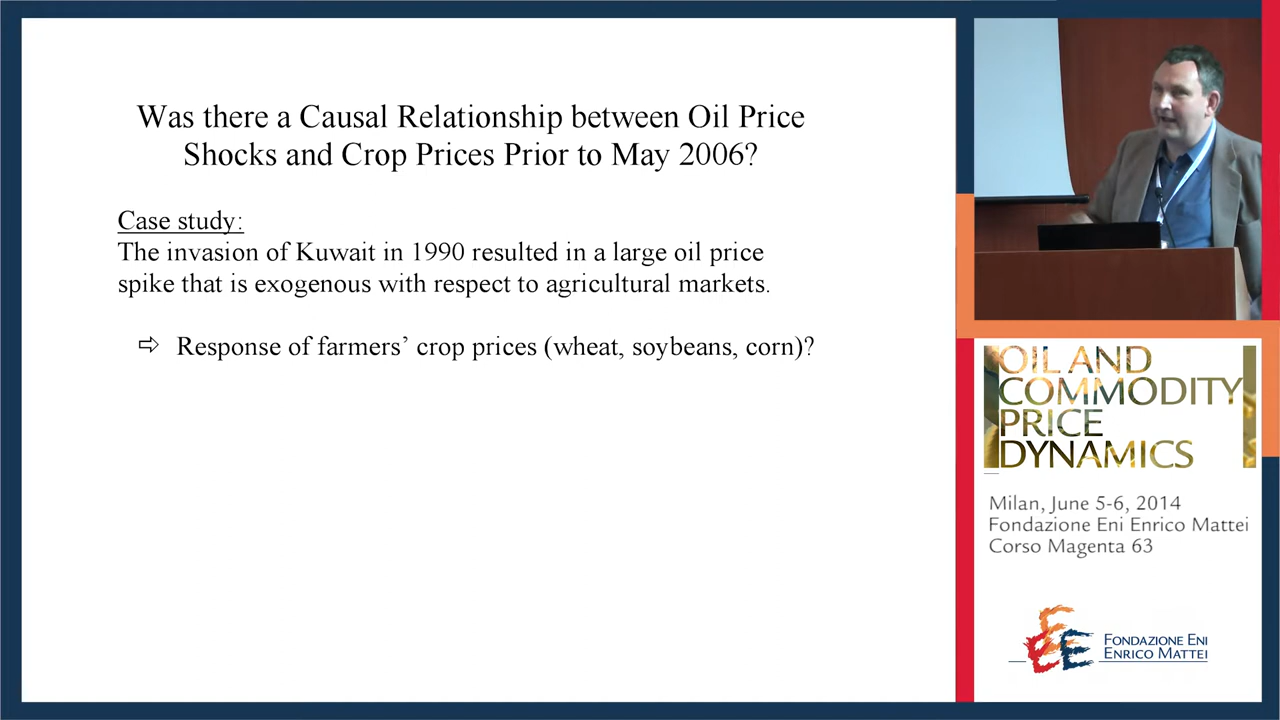 Was there a Causal Relationship between Oil Price
Shocks and Crop Prices Prior to May 2006?
Case study:
The invasion of Kuwait in 1990 resulted in a large oil price
spike that is exogenous with respect to agricultural markets.
⇨ Response of farmers’ crop prices (wheat, soybeans, corn)?
OIL AND
COMMODITY
PRICE
DYNAMICS
Milan, June 5-6, 2014
Fondazione Eni Enrico Mattei
Corso Magenta 63
FONDAZIONE ENI
ENRICO MATTEI